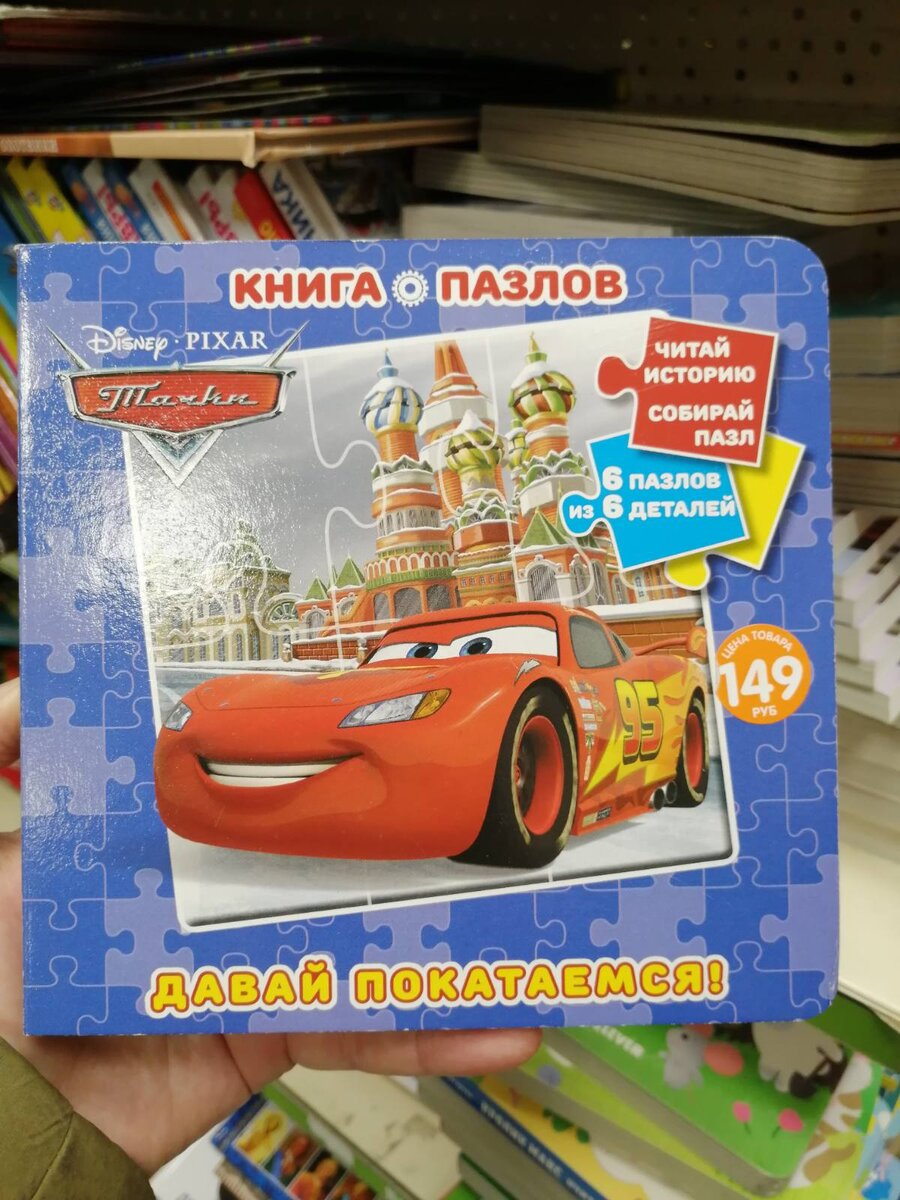 КНИГА ПАЗЛОВ
Disney · PIXAR
Тачки
ЧИТАЙ
ИСТОРИЮ
СОБИРАЙ
ПАЗЛ
6 ПАЗЛОВ
ИЗ 6 ДЕТАЛЕЙ
ЦЕНА ТОВАРА
149
РУБ
95
ДАВАЙ ПОКАТАЕМСЯ!